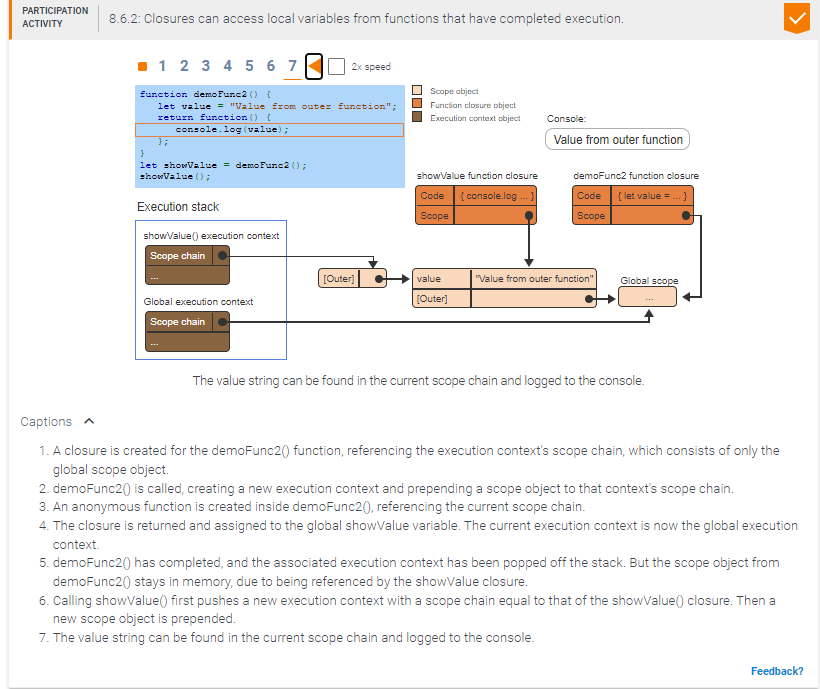 PARTICIPATION
ACTIVITY
8.6.2: Closures can access local variables from functions that have completed execution.
1 2 3 4 5 6 7 2x speed
function demoFunc2() {
let value = "Value from outer function";
return function() {
console.log(value);
};
}
let showValue = demoFunc2();
showValue();
Scope object
Function closure object
Execution context object
Console:
Value from outer function
showValue function closure
Code { console.log ... }
Scope
demoFunc2 function closure
Code { let value = ... }
Scope
Execution stack
showValue() execution context
Scope chain
...
Global execution context
Scope chain
...
[Outer]
value "Value from outer function"
[Outer]
Global scope
...
The value string can be found in the current scope chain and logged to the console.
Captions
1. A closure is created for the demoFunc2() function, referencing the execution context's scope chain, which consists of only the
global scope object.
2. demoFunc2() is called, creating a new execution context and prepending a scope object to that context's scope chain.
3. An anonymous function is created inside demoFunc2(), referencing the current scope chain.
4. The closure is returned and assigned to the global showValue variable. The current execution context is now the global execution
context.
5. demoFunc2() has completed, and the associated execution context has been popped off the stack. But the scope object from
demoFunc2() stays in memory, due to being referenced by the showValue closure.
6. Calling showValue() first pushes a new execution context with a scope chain equal to that of the showValue() closure. Then a
new scope object is prepended.
7. The value string can be found in the current scope chain and logged to the console.
Feedback?